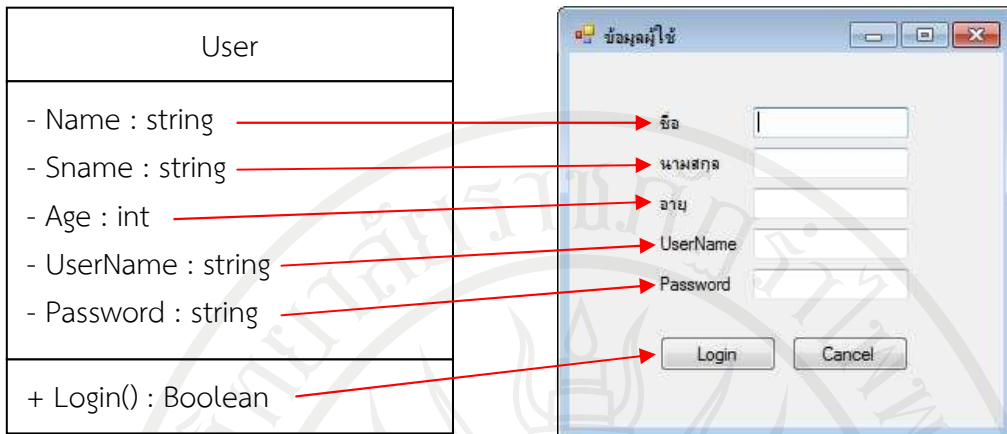 User
- Name : string
- Sname : string
- Age : int
- UserName : string
- Password : string
+ Login() : Boolean
ข้อมูลผู้ใช้
ชื่อ
นามสกุล
อายุ
UserName
Password
Login
Cancel